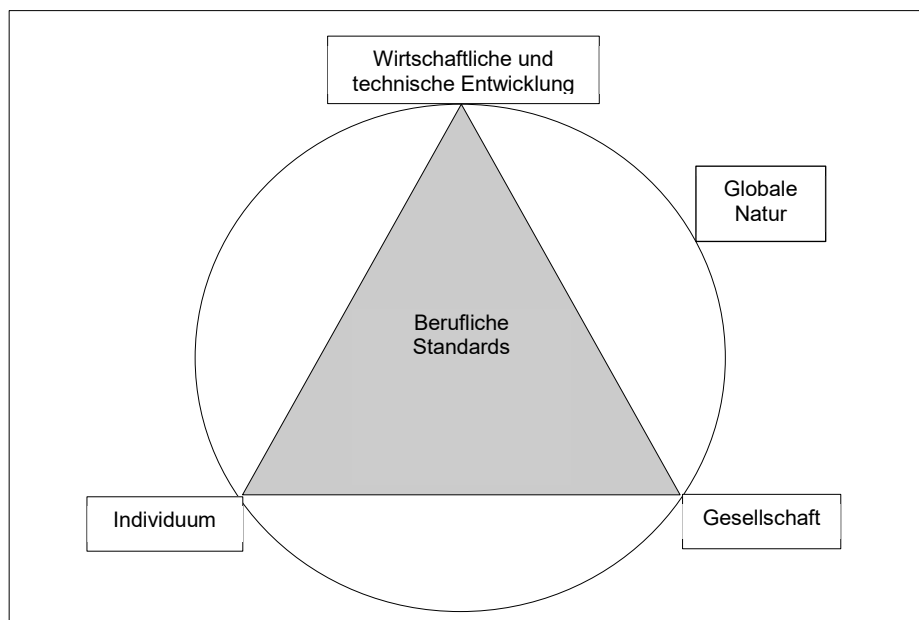 Wirtschaftliche und
technische Entwicklung
Globale
Natur
Berufliche
Standards
Individuum
Gesellschaft